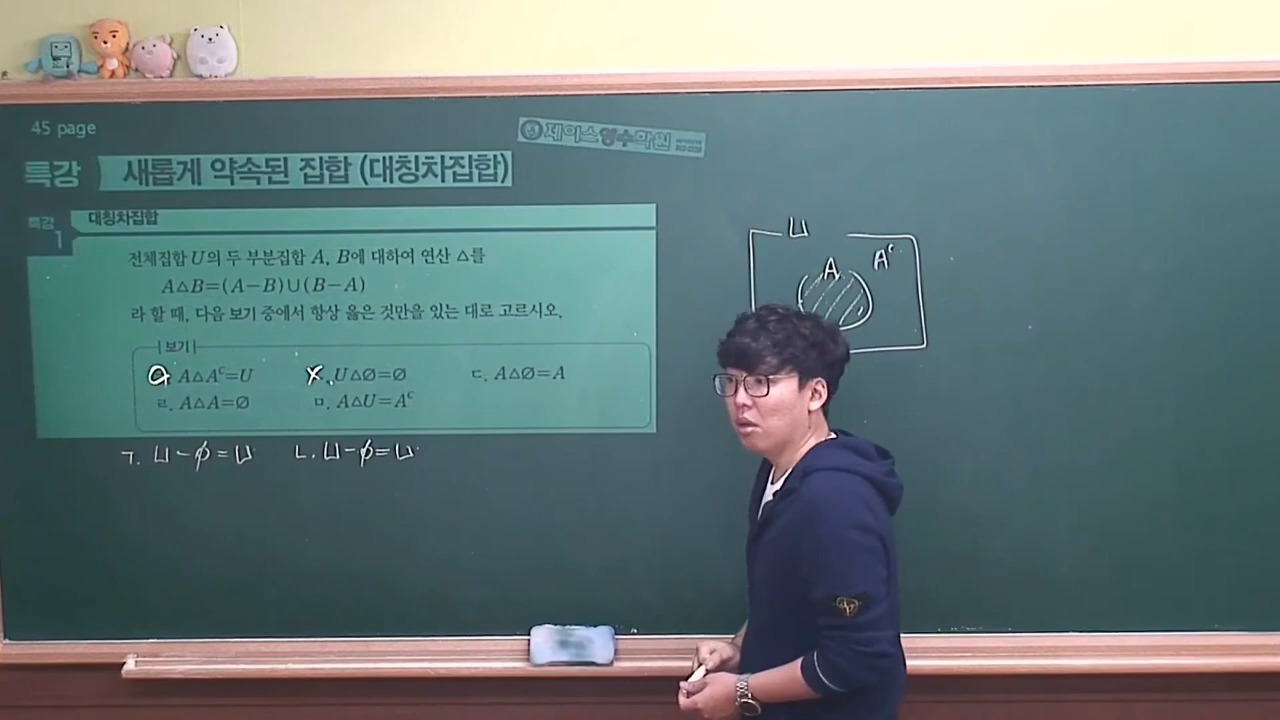 45 page
제이스영수학원
특강 새롭게 약속된 집합 (대칭차집합)
특강 1 대칭차집합
전체집합 U의 두 부분집합 A, B에 대하여 연산 △를
A△B=(A−B)∪(B−A)
라 할 때, 다음 보기 중에서 항상 옳은 것만을 있는 대로 고르시오.
보기
A△Aᶜ=U X. U△∅=∅ ㄷ. A△∅=A
ㄹ. A△A=∅ ㅁ. A△U=Aᶜ
ㄱ. U−∅=U ㄴ. U−∅=U
U
A Aᶜ